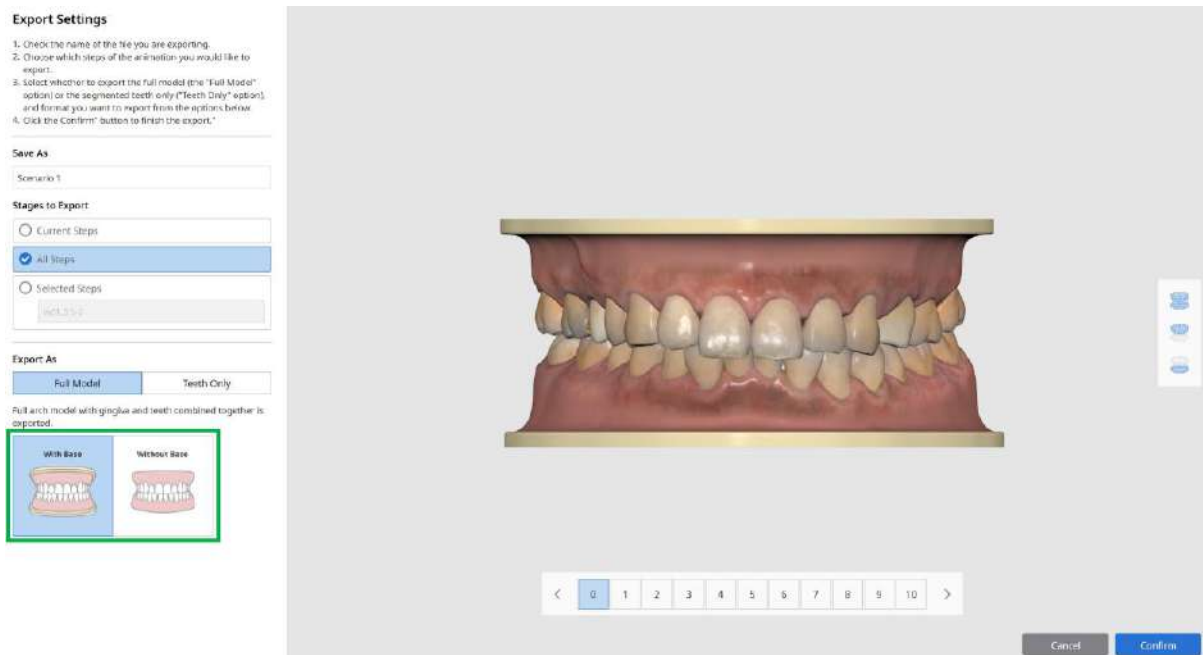 Export Settings
1. Check the name of the file you are exporting.
2. Choose which steps of the animation you would like to
export.
3. Select whether to export the full model (the "Full Model"
option) or the segmented teeth only ("Teeth Only" option),
and format you want to export from the options below.
4. Click the Confirm" button to finish the export."
Save As
Scenario 1
Stages to Export
Current Steps
All Steps
Selected Steps
Export As
Full Model
Teeth Only
Full arch model with gingiva and teeth combined together is
exported.
With Base
Without Base
< 0 1 2 3 4 5 6 7 8 9 10 >
Cancel
Confirm